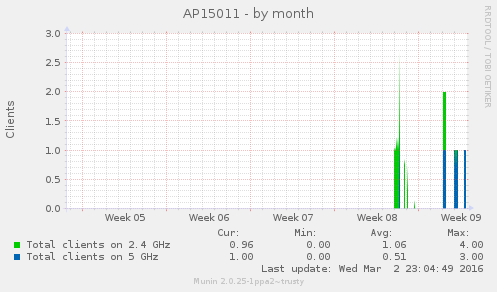 AP15011 - by month
RRDTOOL / TOBI OETIKER
Clients
3.0
2.5
2.0
1.5
1.0
0.5
0.0
Week 05 Week 06 Week 07 Week 08 Week 09
Cur: Min: Avg: Max:
Total clients on 2.4 GHz 0.96 0.00 1.06 4.00
Total clients on 5 GHz 1.00 0.00 0.51 3.00
Last update: Wed Mar 2 23:04:49 2016
Munin 2.0.25-1ppa2~trusty